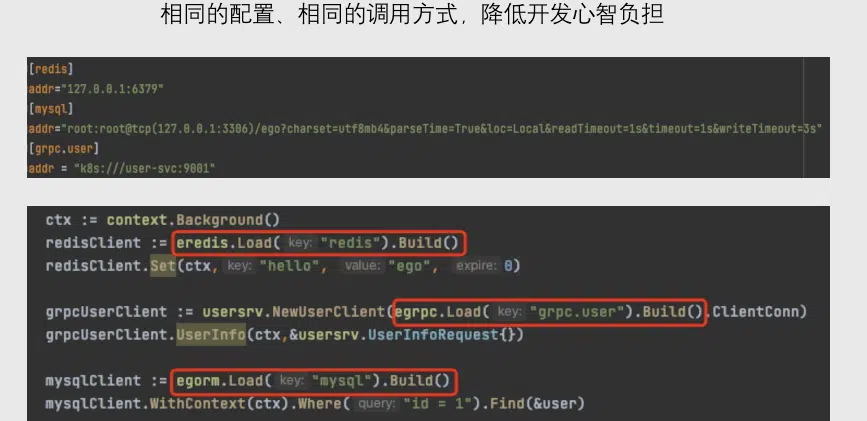 相同的配置、相同的调用方式，降低开发心智负担
[redis]
addr="127.0.0.1:6379"
[mysql]
addr="root:root@tcp(127.0.0.1:3306)/ego?charset=utf8mb4&parseTime=True&loc=Local&readTimeout=1s&timeout=1s&writeTimeout=3s"
[grpc.user]
addr = "k8s:///user-svc:9001"
ctx := context.Background()
redisClient := eredis.Load( key: "redis").Build()
redisClient.Set(ctx, key: "hello", value: "ego", expire: 0)
grpcUserClient := usersrv.NewUserClient(egrpc.Load( key: "grpc.user").Build().ClientConn)
grpcUserClient.UserInfo(ctx,&usersrv.UserInfoRequest{})
mysqlClient := egorm.Load( key: "mysql").Build()
mysqlClient.WithContext(ctx).Where( query: "id = 1").Find(&user)